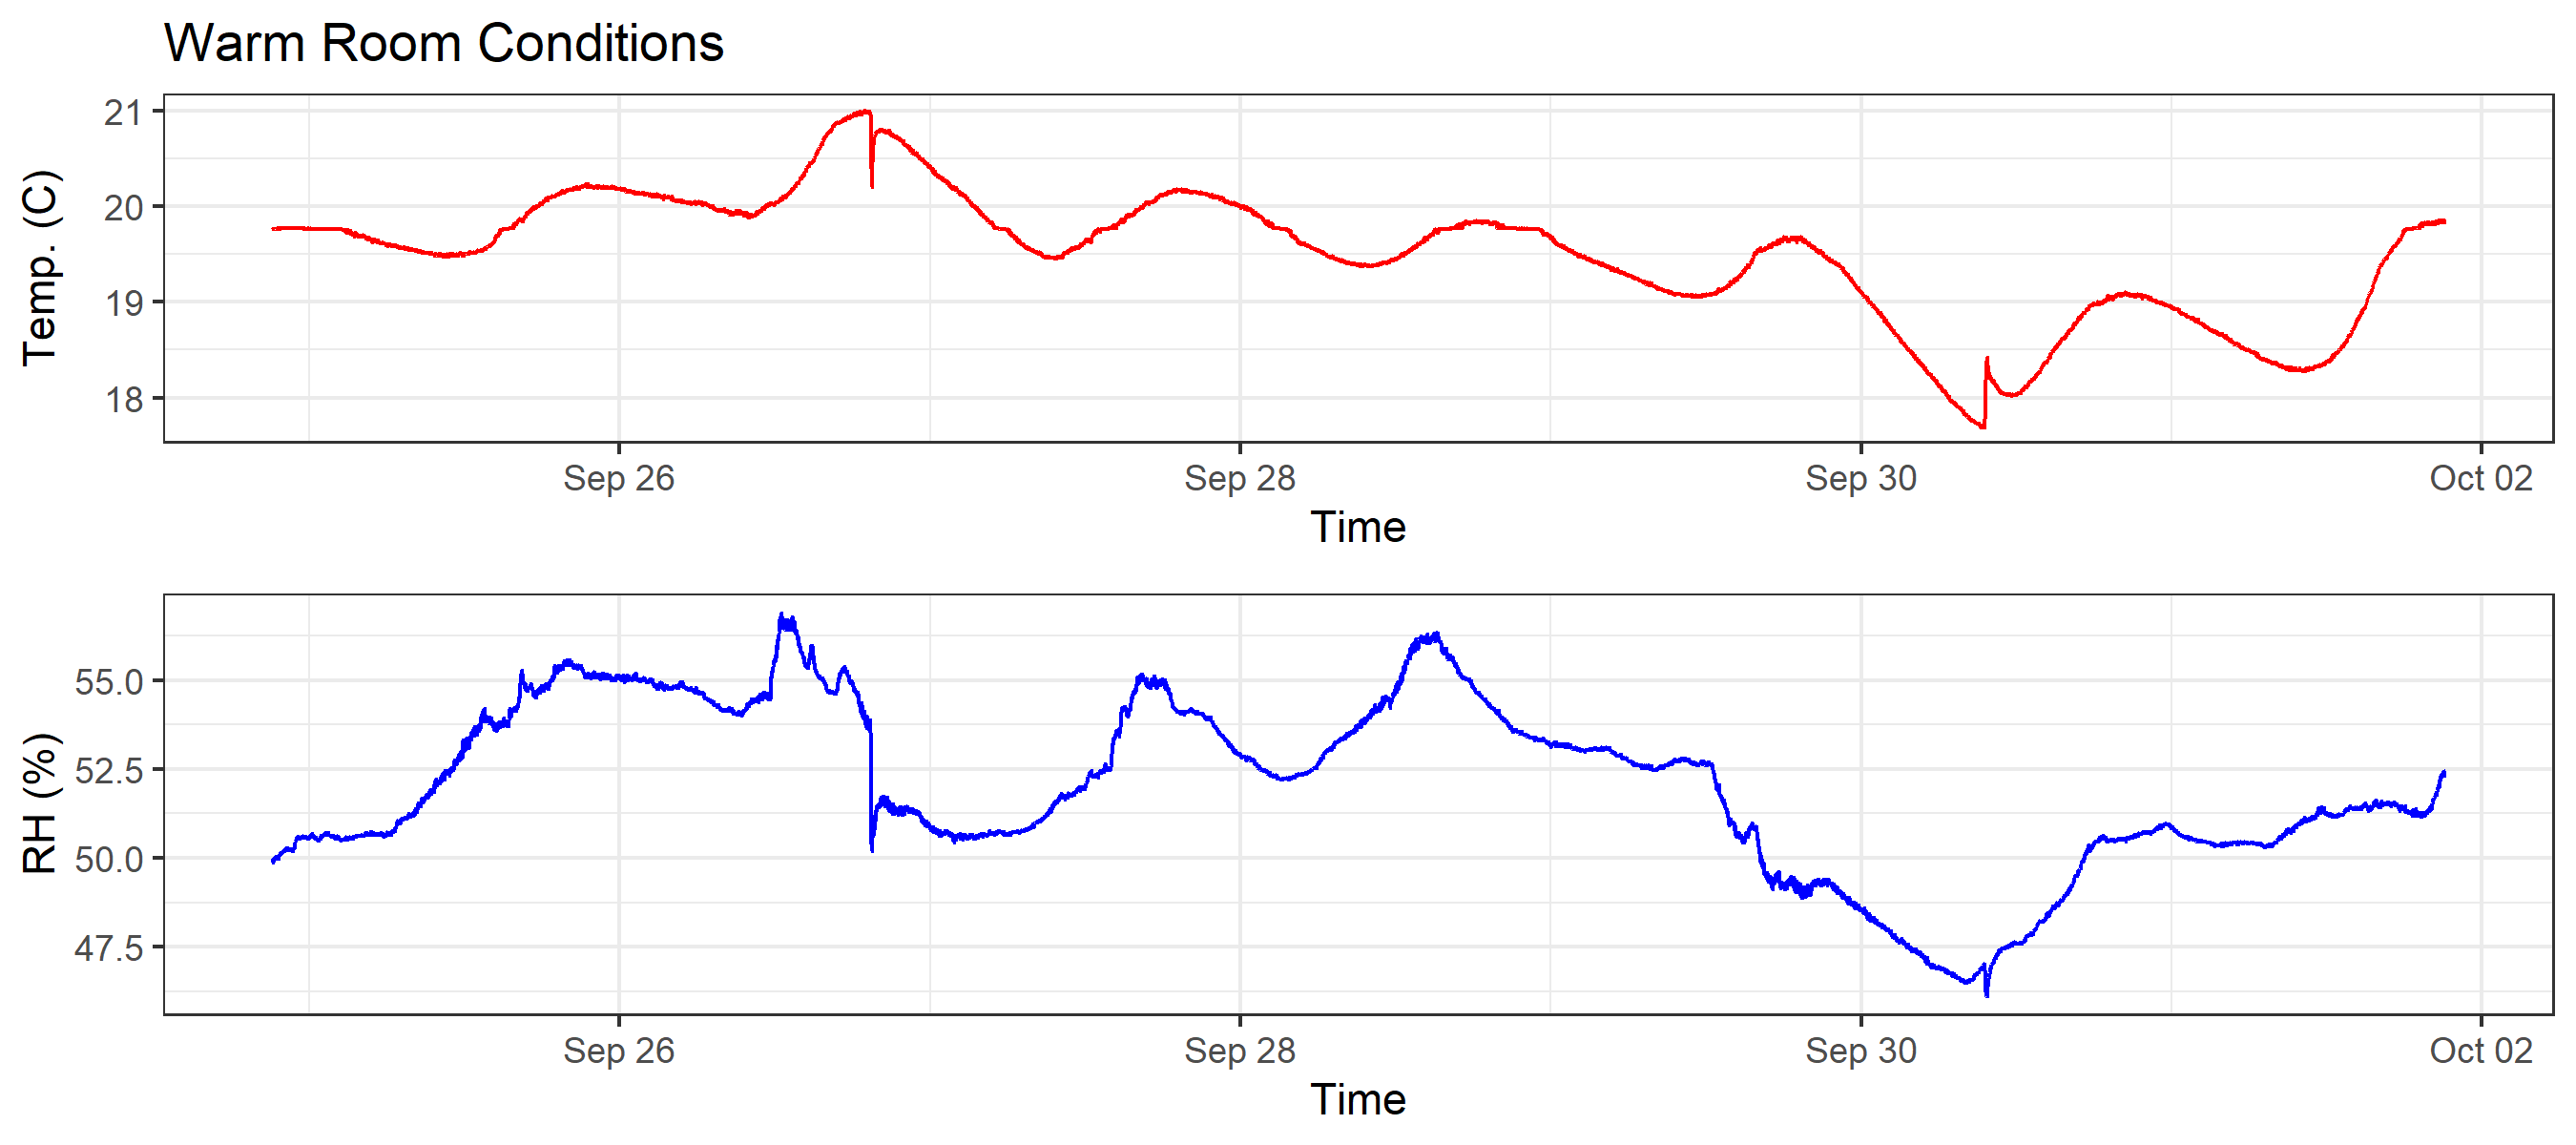 Warm Room Conditions
21
20
19
18
Temp. (C)
Sep 26 Sep 28 Sep 30 Oct 02
Time
55.0
52.5
50.0
47.5
RH (%)
Sep 26 Sep 28 Sep 30 Oct 02
Time